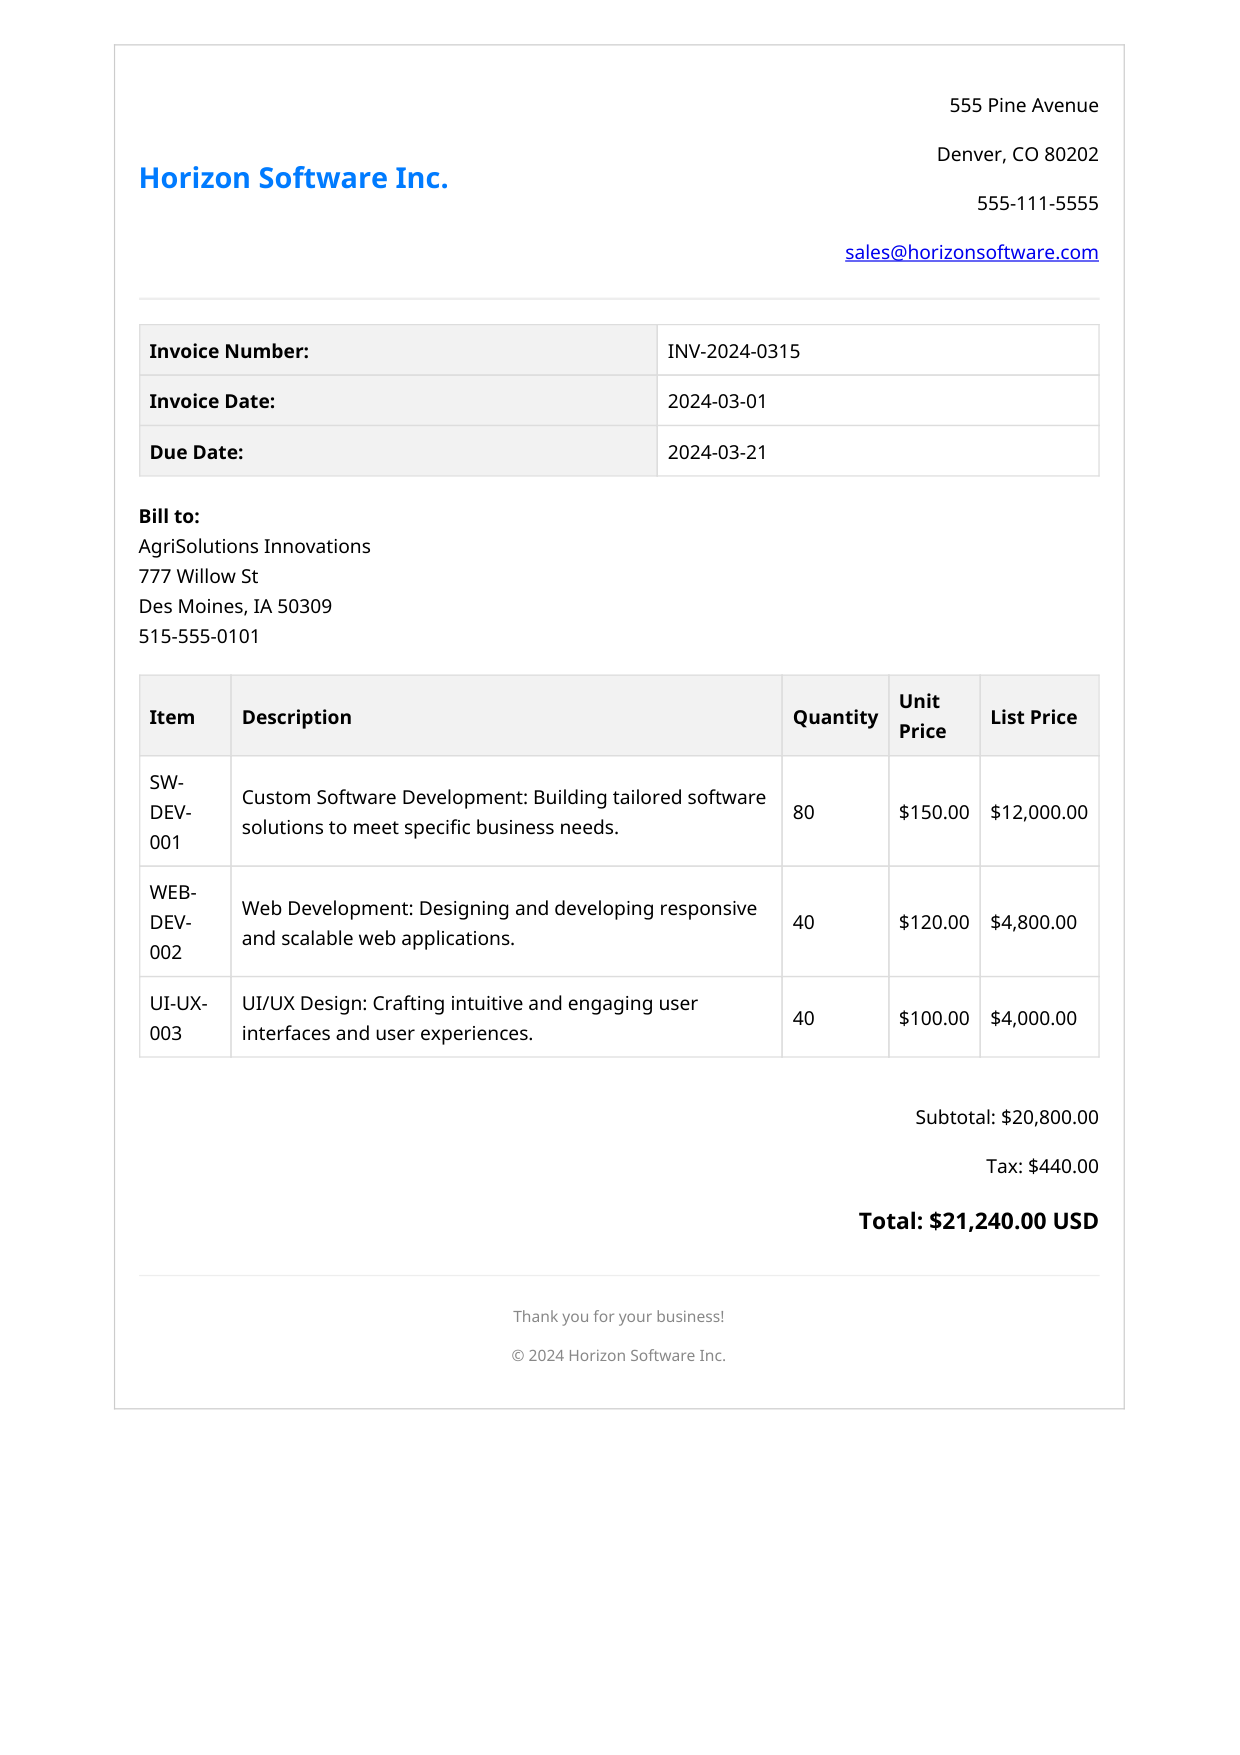 555 Pine Avenue
Denver, CO 80202
Horizon Software Inc.
555-111-5555
sales@horizonsoftware.com
Invoice Number: INV-2024-0315
Invoice Date: 2024-03-01
Due Date: 2024-03-21
Bill to:
AgriSolutions Innovations
777 Willow St
Des Moines, IA 50309
515-555-0101
Item Description Quantity Unit Price List Price
SW-DEV-001 Custom Software Development: Building tailored software solutions to meet specific business needs. 80 $150.00 $12,000.00
WEB-DEV-002 Web Development: Designing and developing responsive and scalable web applications. 40 $120.00 $4,800.00
UI-UX-003 UI/UX Design: Crafting intuitive and engaging user interfaces and user experiences. 40 $100.00 $4,000.00
Subtotal: $20,800.00
Tax: $440.00
Total: $21,240.00 USD
Thank you for your business!
© 2024 Horizon Software Inc.